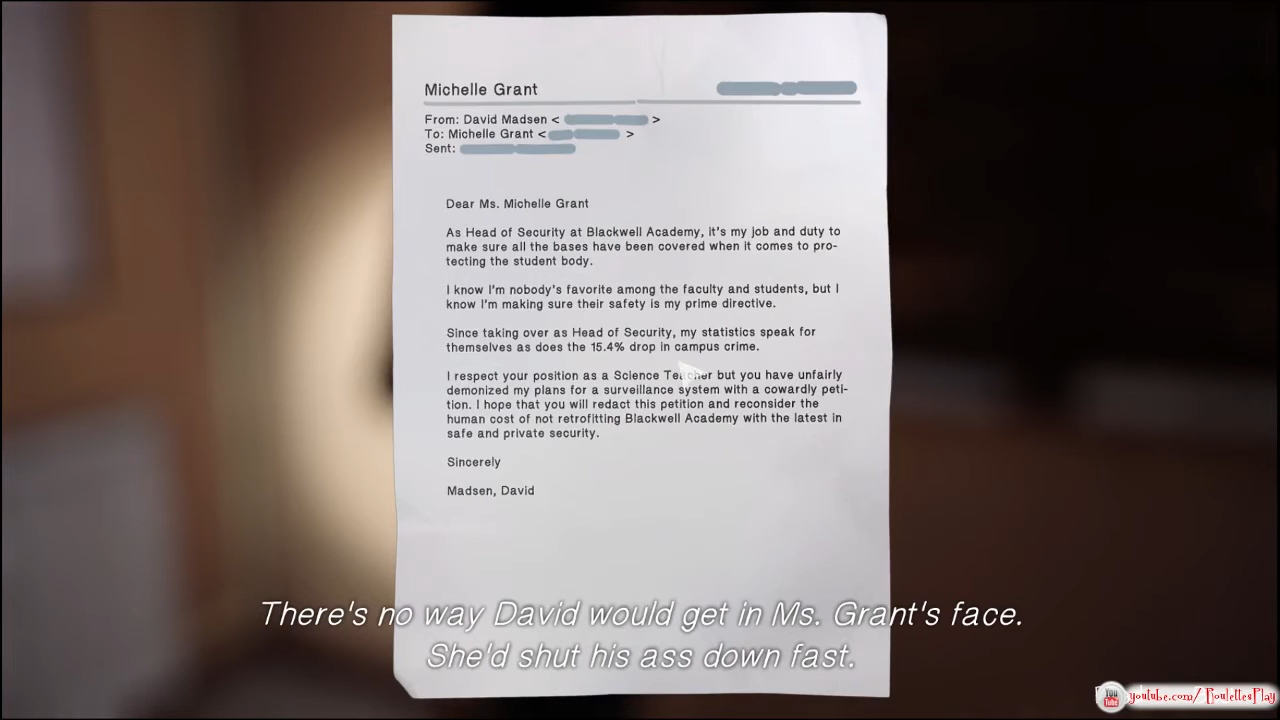 Michelle Grant
From: David Madsen < >
To: Michelle Grant < >
Sent:
Dear Ms. Michelle Grant
As Head of Security at Blackwell Academy, it's my job and duty to
make sure all the bases have been covered when it comes to pro-
tecting the student body.
I know I'm nobody's favorite among the faculty and students, but I
know I'm making sure their safety is my prime directive.
Since taking over as Head of Security, my statistics speak for
themselves as does the 15.4% drop in campus crime.
I respect your position as a Science Teacher but you have unfairly
demonized my plans for a surveillance system with a cowardly peti-
tion. I hope that you will redact this petition and reconsider the
human cost of not retrofitting Blackwell Academy with the latest in
safe and private security.
Sincerely
Madsen, David
There's no way David would get in Ms. Grant's face.
She'd shut his ass down fast.
You Tube youtube.com/ RoulettesPlay